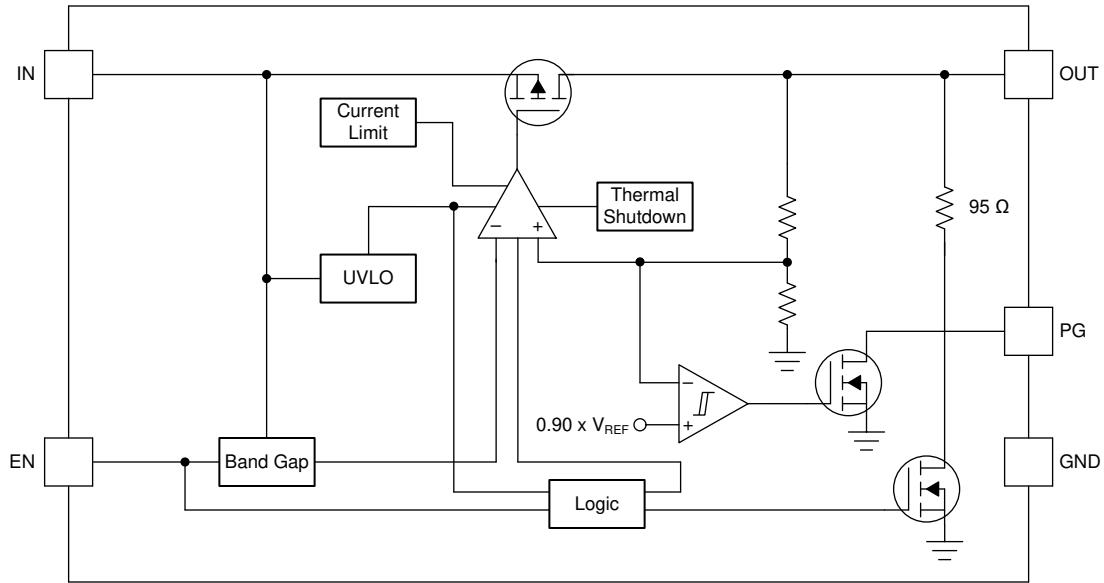 IN
OUT
Current
Limit
Thermal
Shutdown
95 Ω
− +
UVLO
PG
−
0.90 x VREF
+
EN
Band Gap
GND
Logic